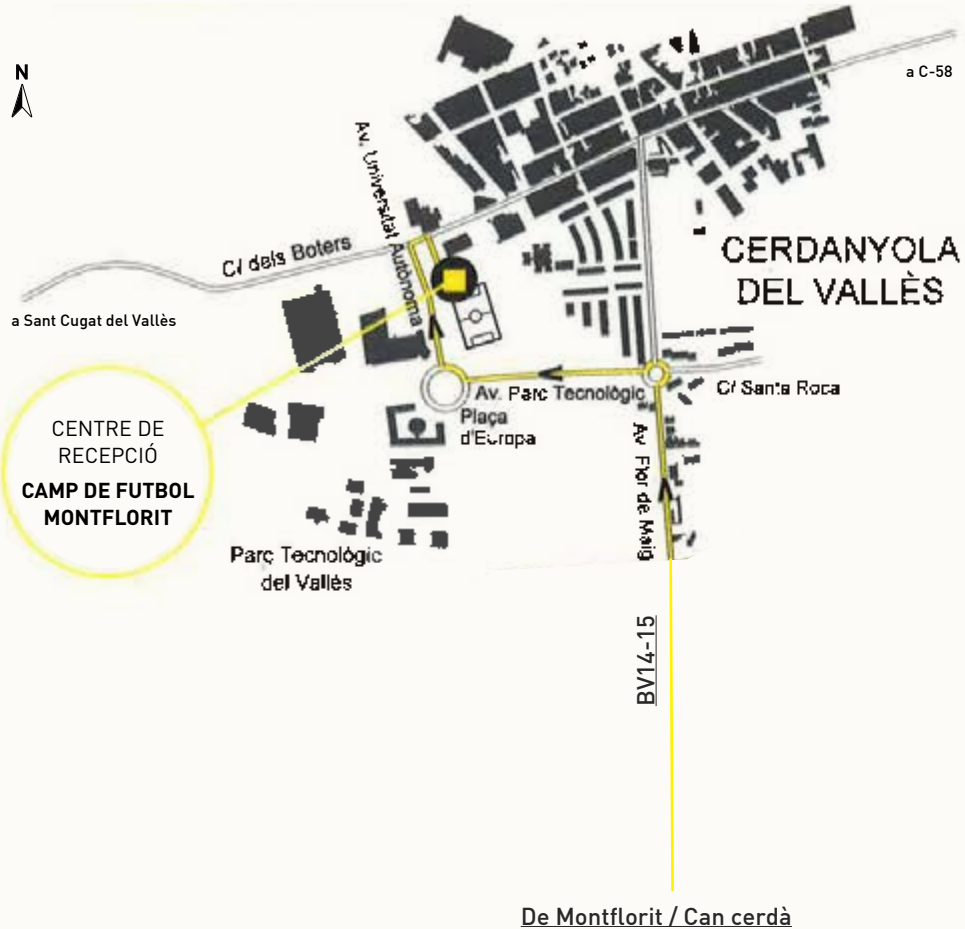 N
a C-58
Av. Universitat Autònoma
C/ dels Boters
CERDANYOLA
DEL VALLÈS
a Sant Cugat del Vallès
Av. Parc Tecnològic
C/ Santa Roca
Plaça
d'Europa
CENTRE DE
RECEPCIÓ
CAMP DE FUTBOL
MONTFLORIT
Av Flor de Maig
Parç Tecnològic
del Vallès
BV14-15
De Montflorit / Can cerdà